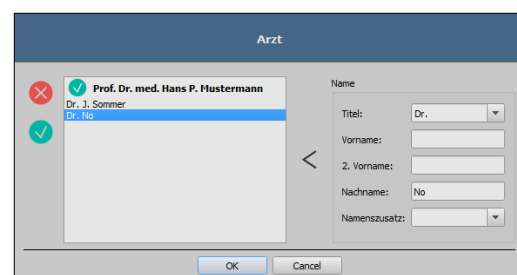 Arzt
Prof. Dr. med. Hans P. Mustermann
Dr. J. Sommer
Dr. No
Name
Titel: Dr.
Vorname:
2. Vorname:
Nachname: No
Namenszusatz:
OK Cancel